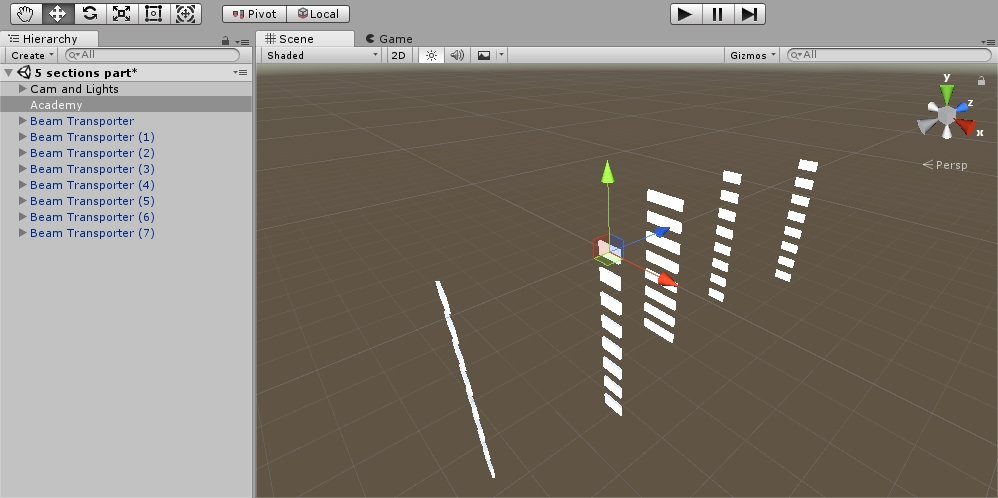 Pivot Local
Hierarchy
Create All
5 sections part*
Cam and Lights
Academy
Beam Transporter
Beam Transporter (1)
Beam Transporter (2)
Beam Transporter (3)
Beam Transporter (4)
Beam Transporter (5)
Beam Transporter (6)
Beam Transporter (7)
Scene Game
Shaded 2D Gizmos All
y
z
x
Persp